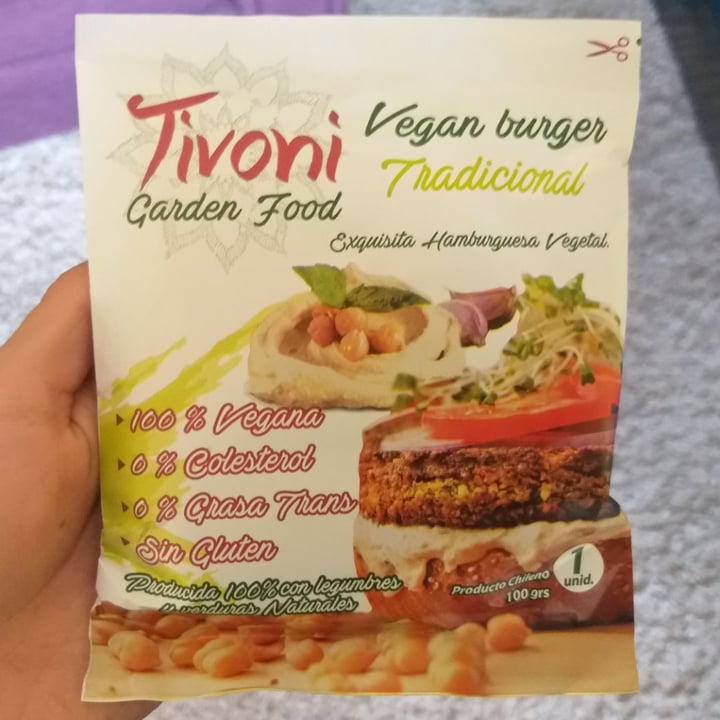 Tivoni
Garden Food
Vegan burger
Tradicional
Exquisita Hamburguesa Vegetal.
100 % Vegana
0 % Colesterol
0 % Grasa Trans
Sin Gluten
Producida 100% con legumbres
y verduras Naturales
Producto Chileno
100 grs
1
unid.